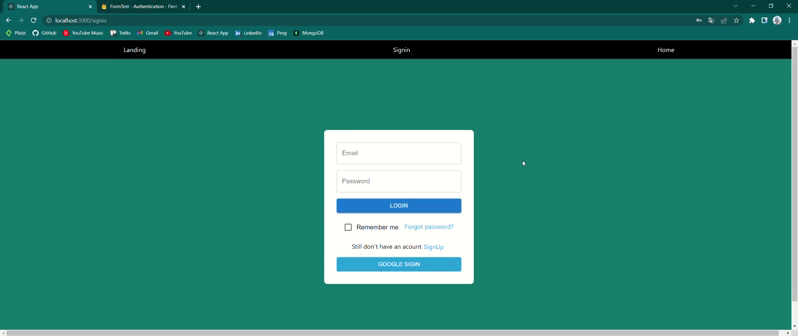 React App
FormTest - Authentication - Fire
localhost:3000/signin
Platzi
GitHub
YouTube Music
Trello
Gmail
YouTube
React App
LinkedIn
Prog
MongoDB
Landing
Signin
Home
Email
Password
LOGIN
Remember me
Forgot password?
Still don't have an acount SignUp
GOOGLE SIGIN